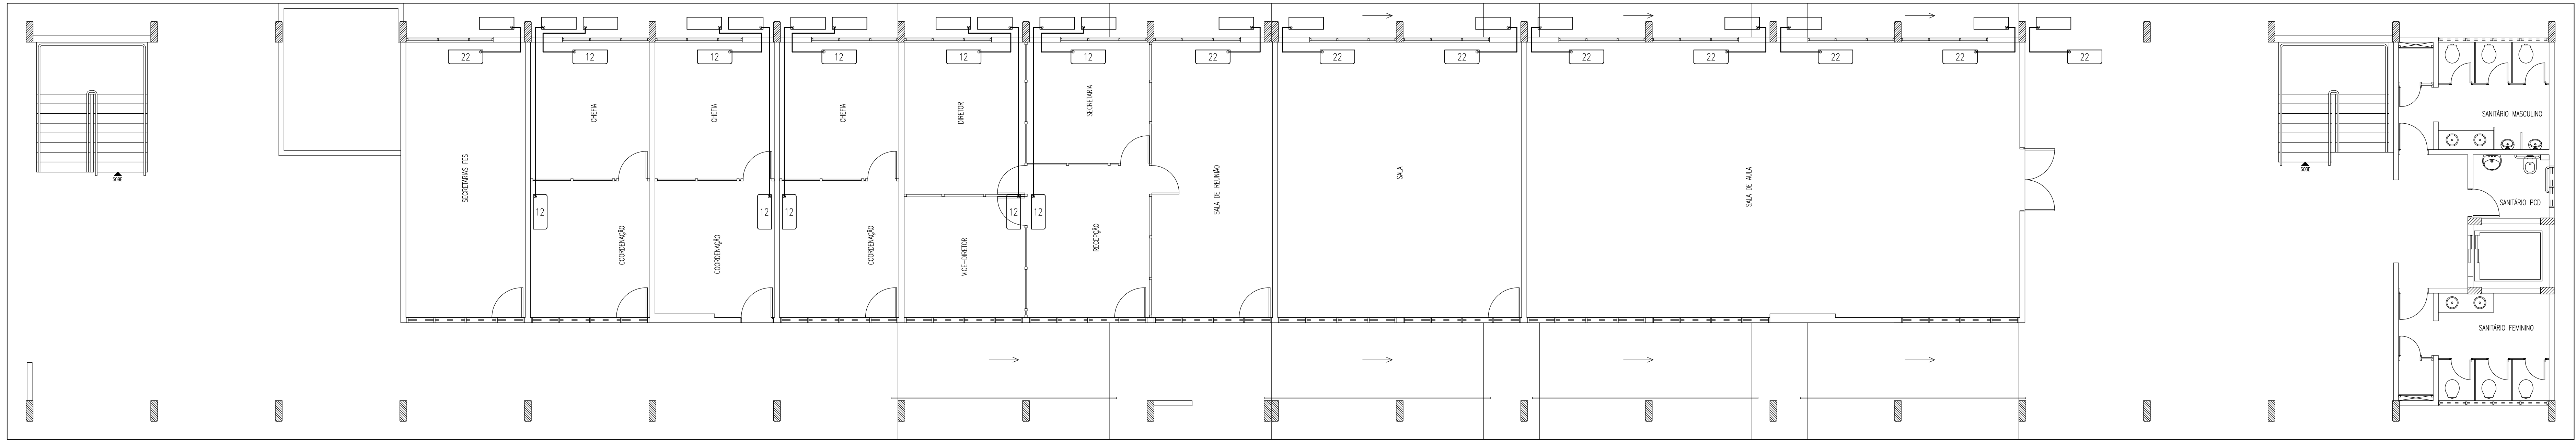 22
12
12
12
12
12
22
22
22
22
22
22
22
22
CHEFIA
CHEFIA
CHEFIA
DIRETOR
SECRETARIA
SANITÁRIO MASCULINO
SECRETARIAS FES
SALA DE REUNIÃO
SALA
SALA DE AULA
SOBE
SOBE
12
12
12
12
12
SANITÁRIO PCD
COORDENAÇÃO
COORDENAÇÃO
COORDENAÇÃO
VICE-DIRETOR
RECEPÇÃO
SANITÁRIO FEMININO